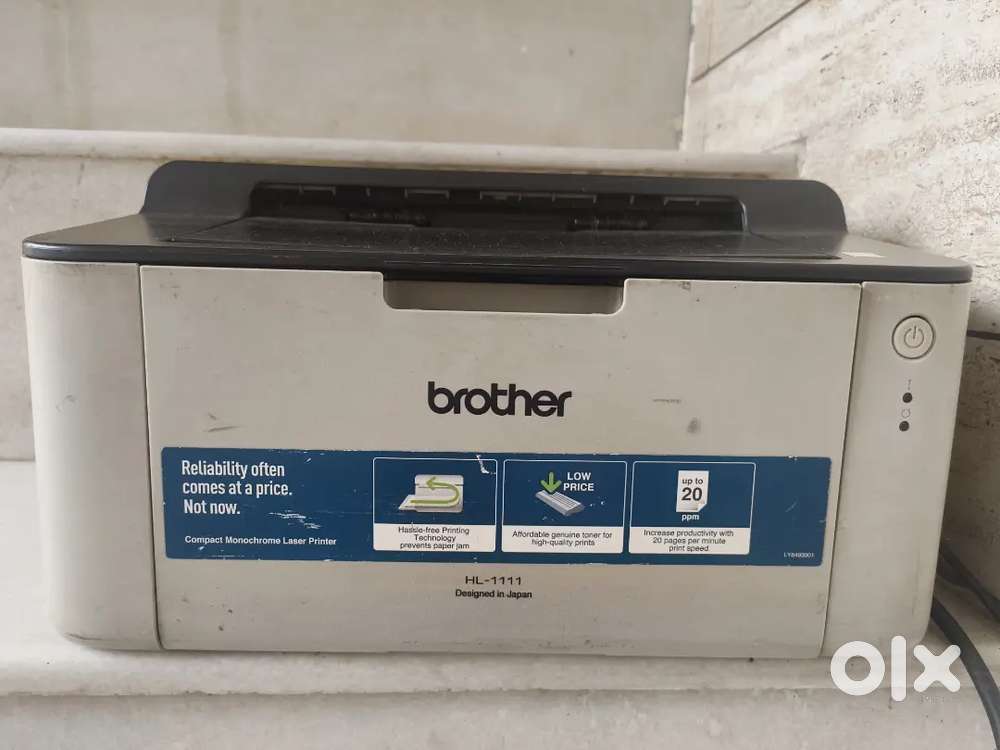 brother
Reliability often
comes at a price.
Not now.
Compact Monochrome Laser Printer
Hassle-free Printing
Technology
prevents paper jam
LOW
PRICE
Affordable genuine toner for
high-quality prints
up to
20
ppm
Increase productivity with
20 pages per minute
print speed
HL-1111
Designed in Japan
olx